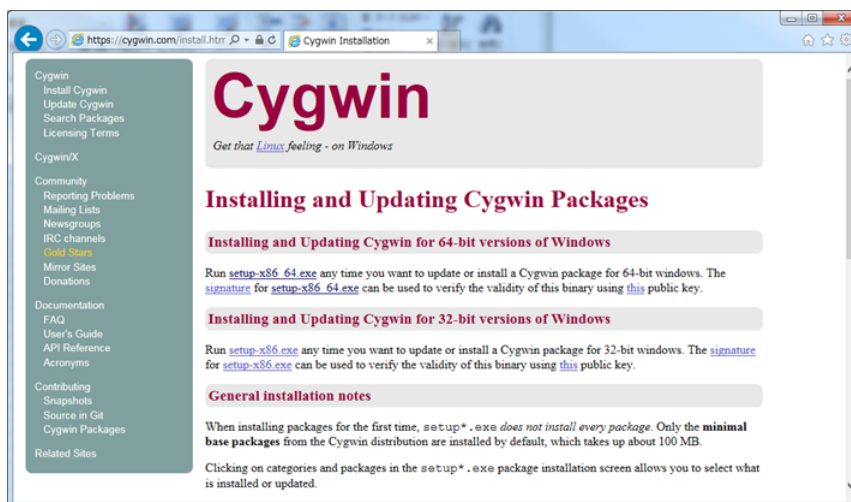 https://cygwin.com/install.htm
Cygwin Installation
Cygwin
Install Cygwin
Update Cygwin
Search Packages
Licensing Terms
Cygwin/X
Community
Reporting Problems
Mailing Lists
Newsgroups
IRC channels
Gold Stars
Mirror Sites
Donations
Documentation
FAQ
User's Guide
API Reference
Acronyms
Contributing
Snapshots
Source in Git
Cygwin Packages
Related Sites
Cygwin
Get that Linux feeling - on Windows
Installing and Updating Cygwin Packages
Installing and Updating Cygwin for 64-bit versions of Windows
Run setup-x86_64.exe any time you want to update or install a Cygwin package for 64-bit windows. The
signature for setup-x86_64.exe can be used to verify the validity of this binary using this public key.
Installing and Updating Cygwin for 32-bit versions of Windows
Run setup-x86.exe any time you want to update or install a Cygwin package for 32-bit windows. The signature
for setup-x86.exe can be used to verify the validity of this binary using this public key.
General installation notes
When installing packages for the first time, setup*.exe does not install every package. Only the minimal
base packages from the Cygwin distribution are installed by default, which takes up about 100 MB.
Clicking on categories and packages in the setup*.exe package installation screen allows you to select what
is installed or updated.